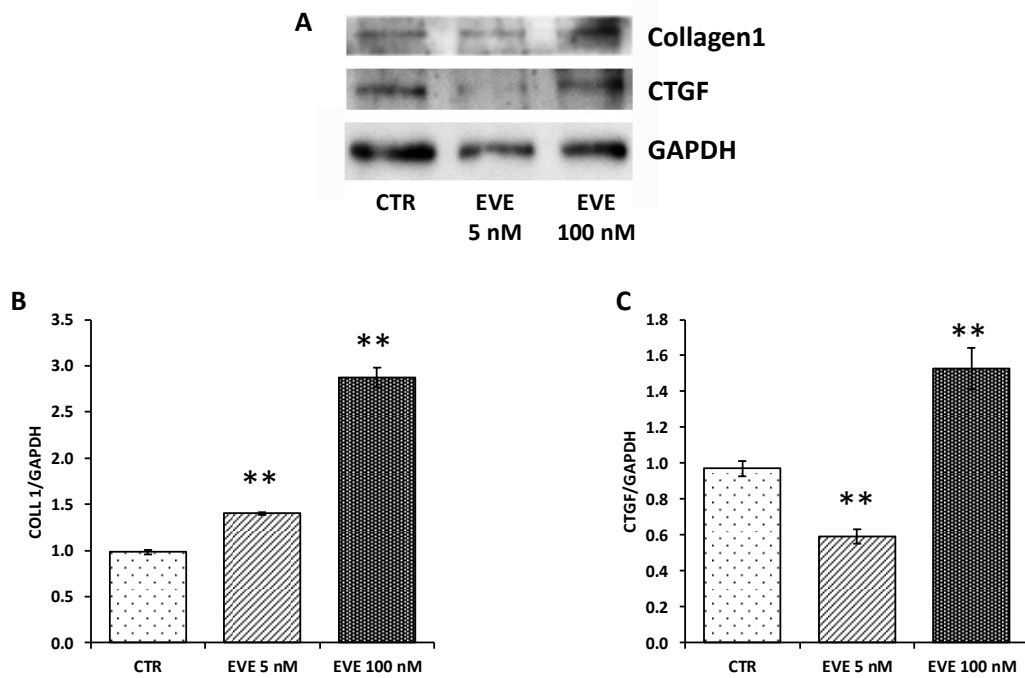 A
Collagen1
CTGF
GAPDH
CTR EVE EVE
5 nM 100 nM
B
3.5
3.0
2.5
2.0
1.5
1.0
0.5
0.0
COLL 1/GAPDH
**
**
CTR EVE 5 nM EVE 100 nM
C
1.8
1.6
1.4
1.2
1.0
0.8
0.6
0.4
0.2
0.0
CTGF/GAPDH
**
**
CTR EVE 5 nM EVE 100 nM